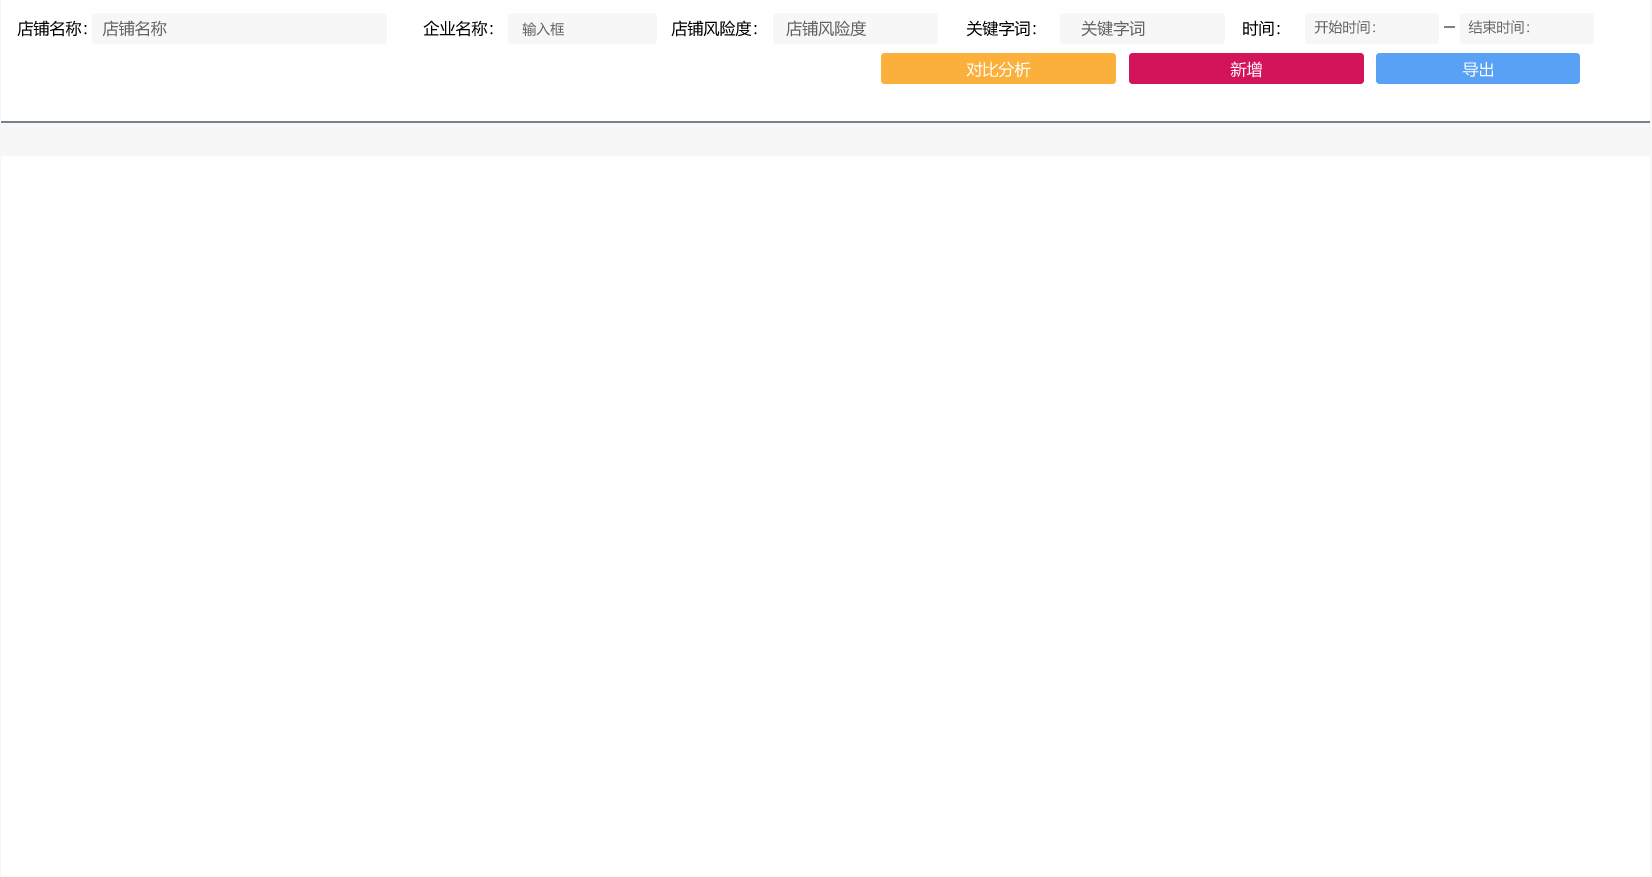 店铺名称： 店铺名称 企业名称： 输入框 店铺风险度： 店铺风险度 关键字词： 关键字词 时间： 开始时间： — 结束时间：
对比分析 新增 导出